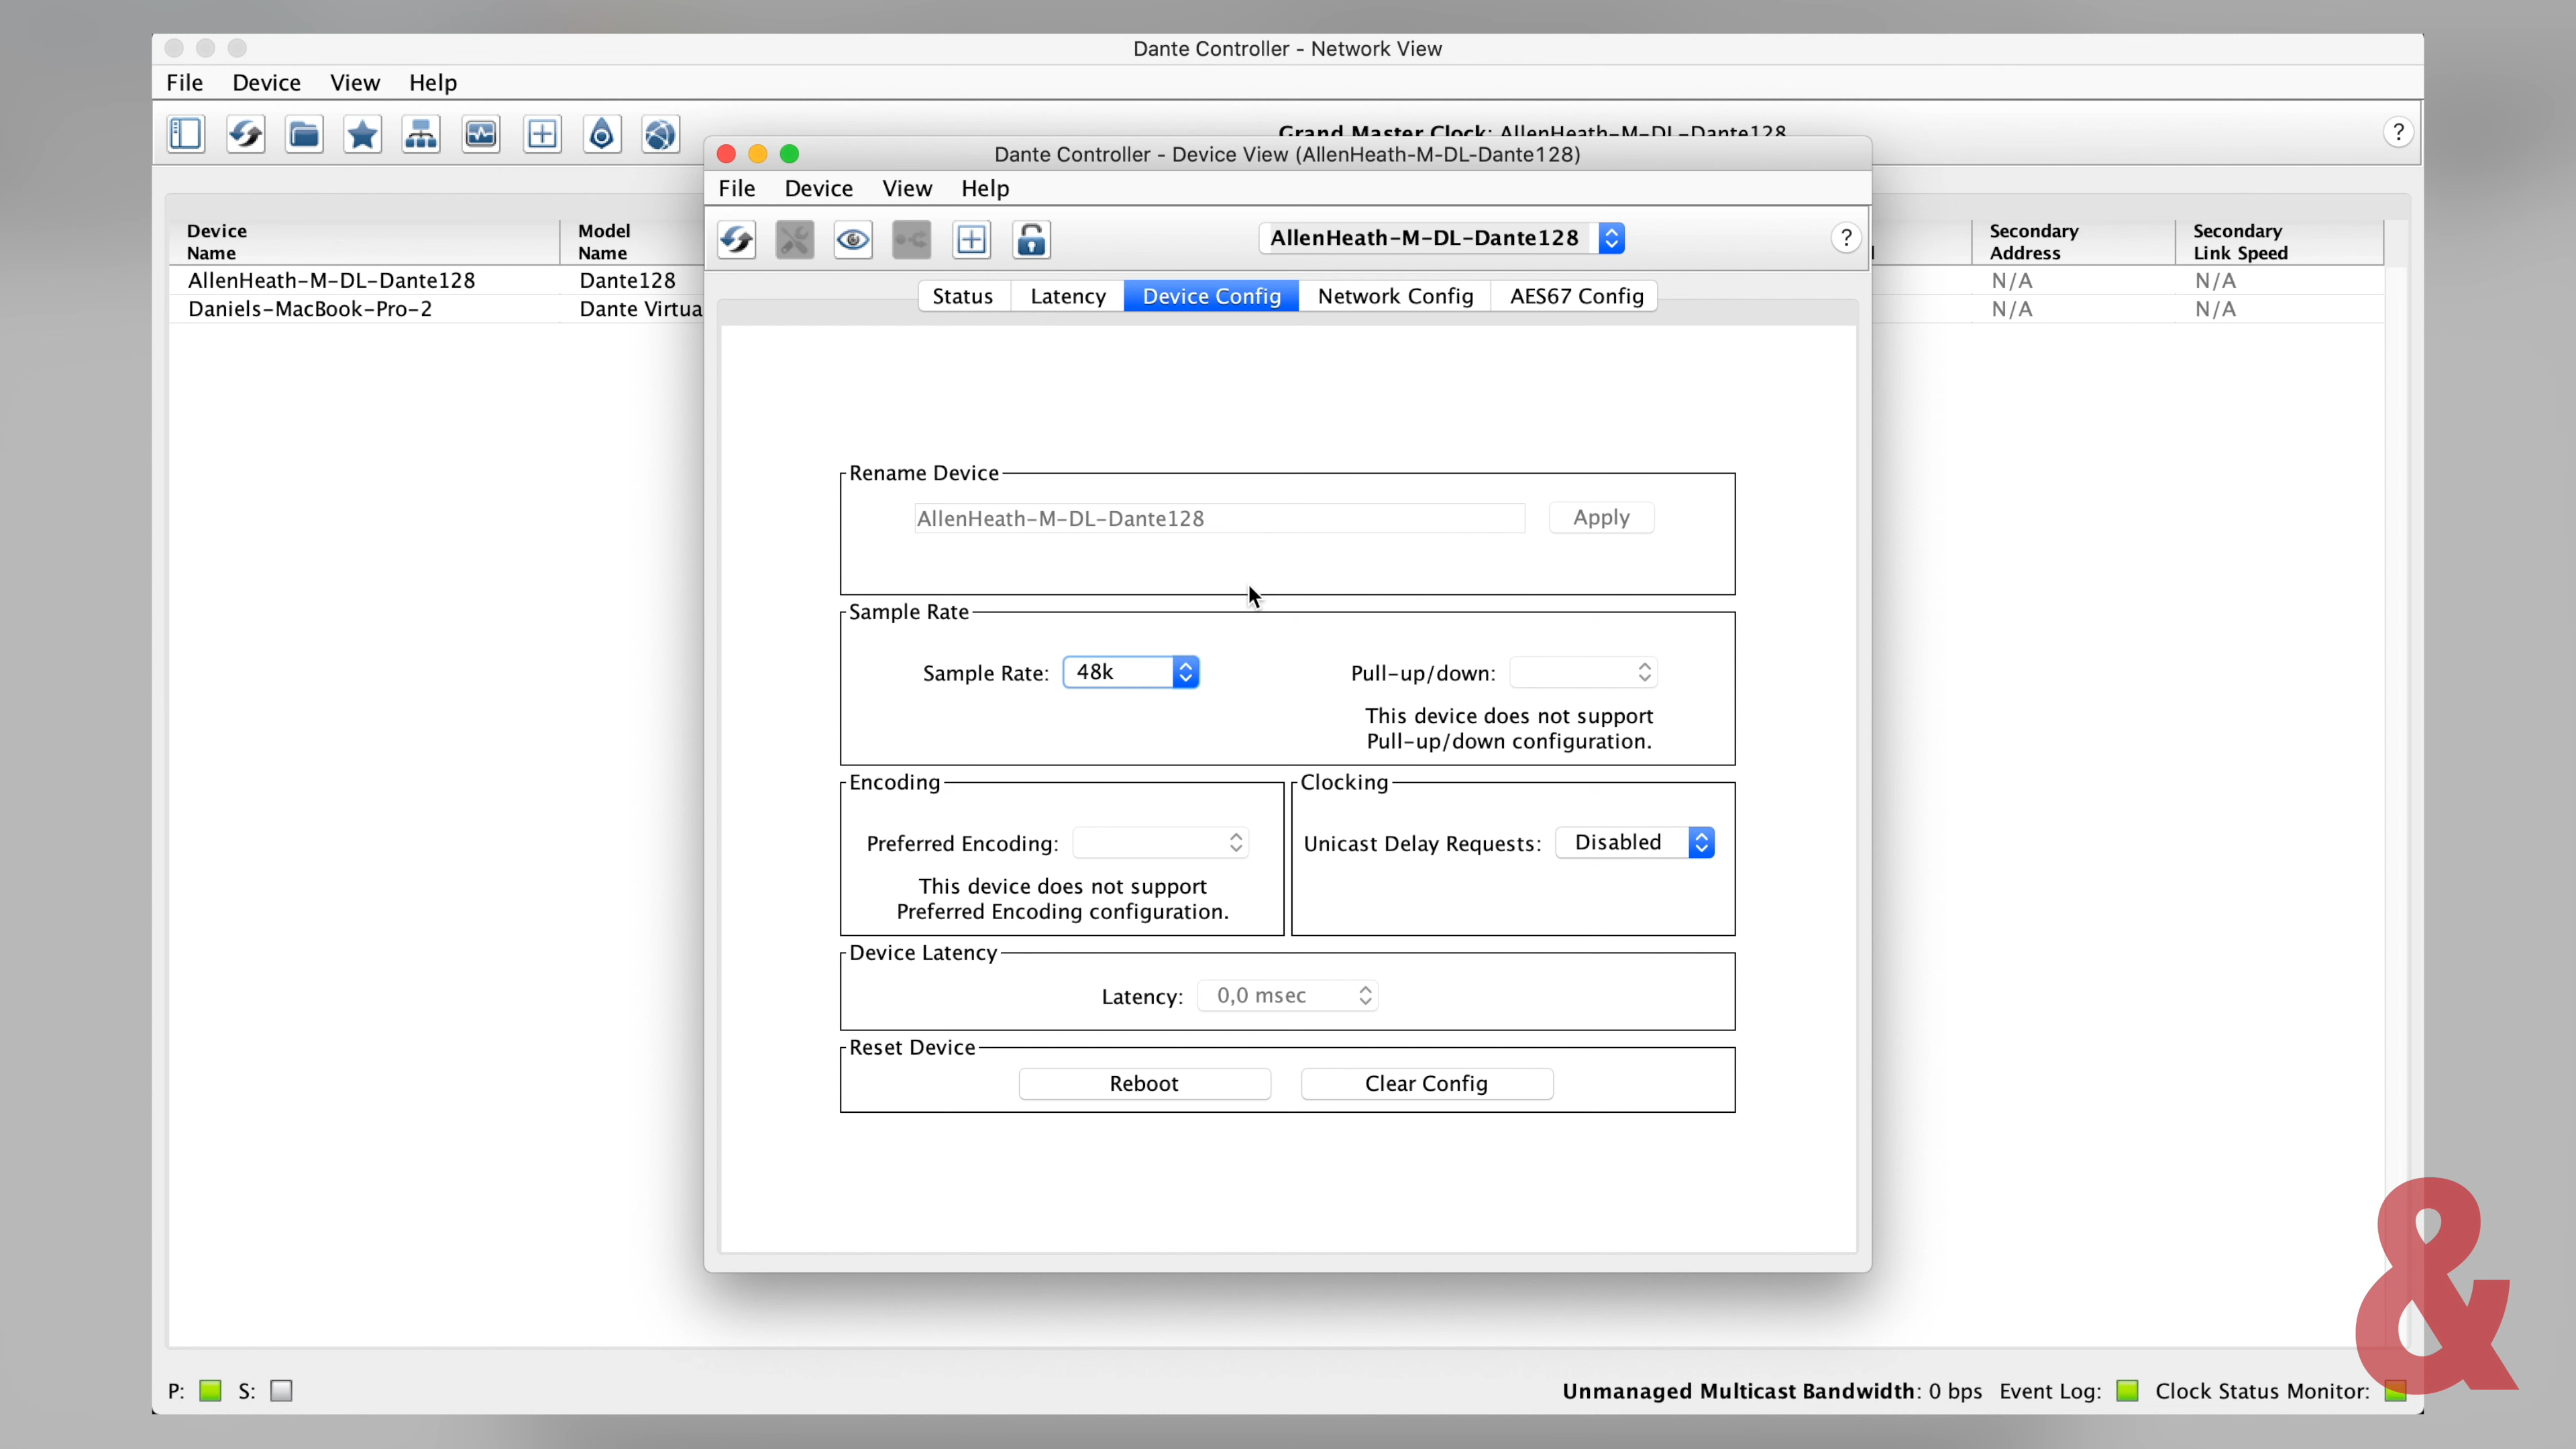 Dante Controller - Network View
File Device View Help
Grand Master Clock: AllenHeath-M-DL-Dante128
?
Dante Controller - Device View (AllenHeath-M-DL-Dante128)
File Device View Help
AllenHeath-M-DL-Dante128
?
Device Name
Model Name
Secondary Address
Secondary Link Speed
AllenHeath-M-DL-Dante128 Dante128 N/A N/A
Daniels-MacBook-Pro-2 Dante Virtua N/A N/A
Status Latency Device Config Network Config AES67 Config
Rename Device
AllenHeath-M-DL-Dante128 Apply
Sample Rate
Sample Rate: 48k Pull-up/down:
This device does not support
Pull-up/down configuration.
Encoding
Preferred Encoding:
This device does not support
Preferred Encoding configuration.
Clocking
Unicast Delay Requests: Disabled
Device Latency
Latency: 0,0 msec
Reset Device
Reboot Clear Config
&
P: S: Unmanaged Multicast Bandwidth: 0 bps Event Log: Clock Status Monitor: